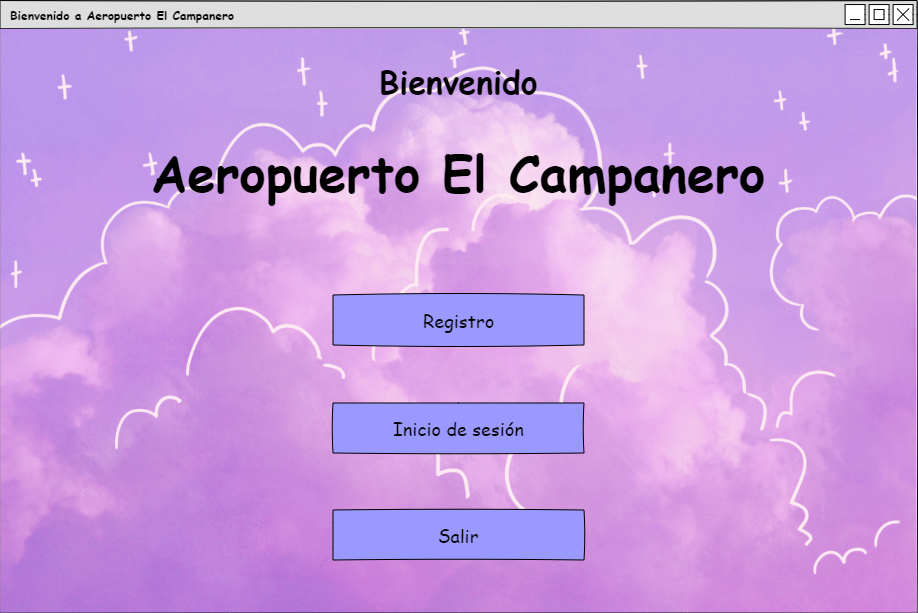 Bienvenido a Aeropuerto El Campanero
Bienvenido
Aeropuerto El Campanero
Registro
Inicio de sesión
Salir